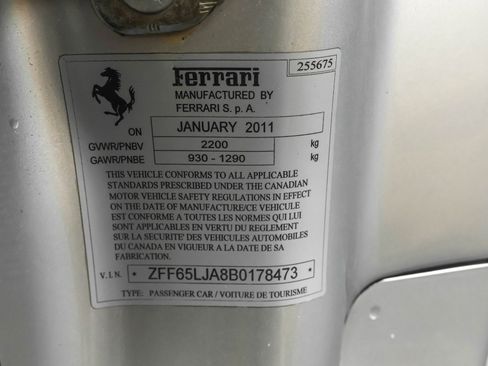 255675
Ferrari
MANUFACTURED BY
FERRARI S. p. A.
ON JANUARY 2011
GVWR/PNBV 2200 kg
GAWR/PNBE 930 - 1290 kg
THIS VEHICLE CONFORMS TO ALL APPLICABLE
STANDARDS PRESCRIBED UNDER THE CANADIAN
MOTOR VEHICLE SAFETY REGULATIONS IN EFFECT
ON THE DATE OF MANUFACTURE/CE VEHICULE
EST CONFORME A TOUTES LES NORMES QUI LUI
SONT APPLICABLES EN VERTU DU REGLEMENT
SUR LA SECURITE' DES VEHICULES AUTOMOBILES
DU CANADA EN VIGUEUR A LA DATE DE SA
FABRICATION.
V.I.N. * ZFF65LJA8B0178473 *
TYPE: PASSENGER CAR / VOITURE DE TOURISME